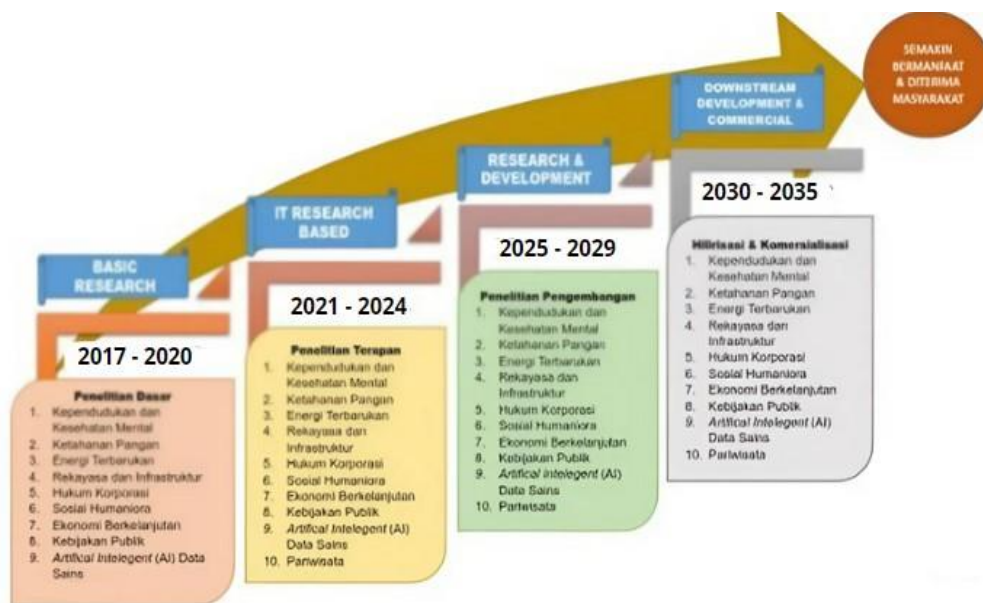 BASIC
RESEARCH
2017 - 2020
Penelitian Dasar
1. Kependudukan dan
Kesehatan Mental
2. Ketahanan Pangan
3. Energi Terbarukan
4. Rekayasa dan Infrastruktur
5. Hukum Korporasi
6. Sosial Humaniora
7. Ekonomi Berkelanjutan
8. Kebijakan Publik
9. Artifical Intelegent (AI) Data
Sains
IT RESEARCH
BASED
2021 - 2024
Penelitian Terapan
1. Kependudukan dan
Kesehatan Mental
2. Ketahanan Pangan
3. Energi Terbarukan
4. Rekayasa dan
Infrastruktur
5. Hukum Korporasi
6. Sosial Humaniora
7. Ekonomi Berkelanjutan
8. Kebijakan Publik
9. Artifical Intelegent (AI)
Data Sains
10. Pariwisata
RESEARCH &
DEVELOPMENT
2025 - 2029
Penelitian Pengembangan
1. Kependudukan dan
Kesehatan Mental
2. Ketahanan Pangan
3. Energi Terbarukan
4. Rekayasa dan
Infrastruktur
5. Hukum Korporasi
6. Sosial Humaniora
7. Ekonomi Berkelanjutan
8. Kebijakan Publik
9. Artifical Intelegent (AI)
Data Sains
10. Pariwisata
DOWNSTREAM
DEVELOPMENT &
COMMERCIAL
2030 - 2035
Hilirisasi & Komersialisasi
1. Kependudukan dan
Kesehatan Mental
2. Ketahanan Pangan
3. Energi Terbarukan
4. Rekayasa dan
Infrastruktur
5. Hukum Korporasi
6. Sosial Humaniora
7. Ekonomi Berkelanjutan
8. Kebijakan Publik
9. Artifical Intelegent (AI)
Data Sains
10. Pariwisata
SEMAKIN
BERMANFAAT
& DITERIMA
MASYARAKAT